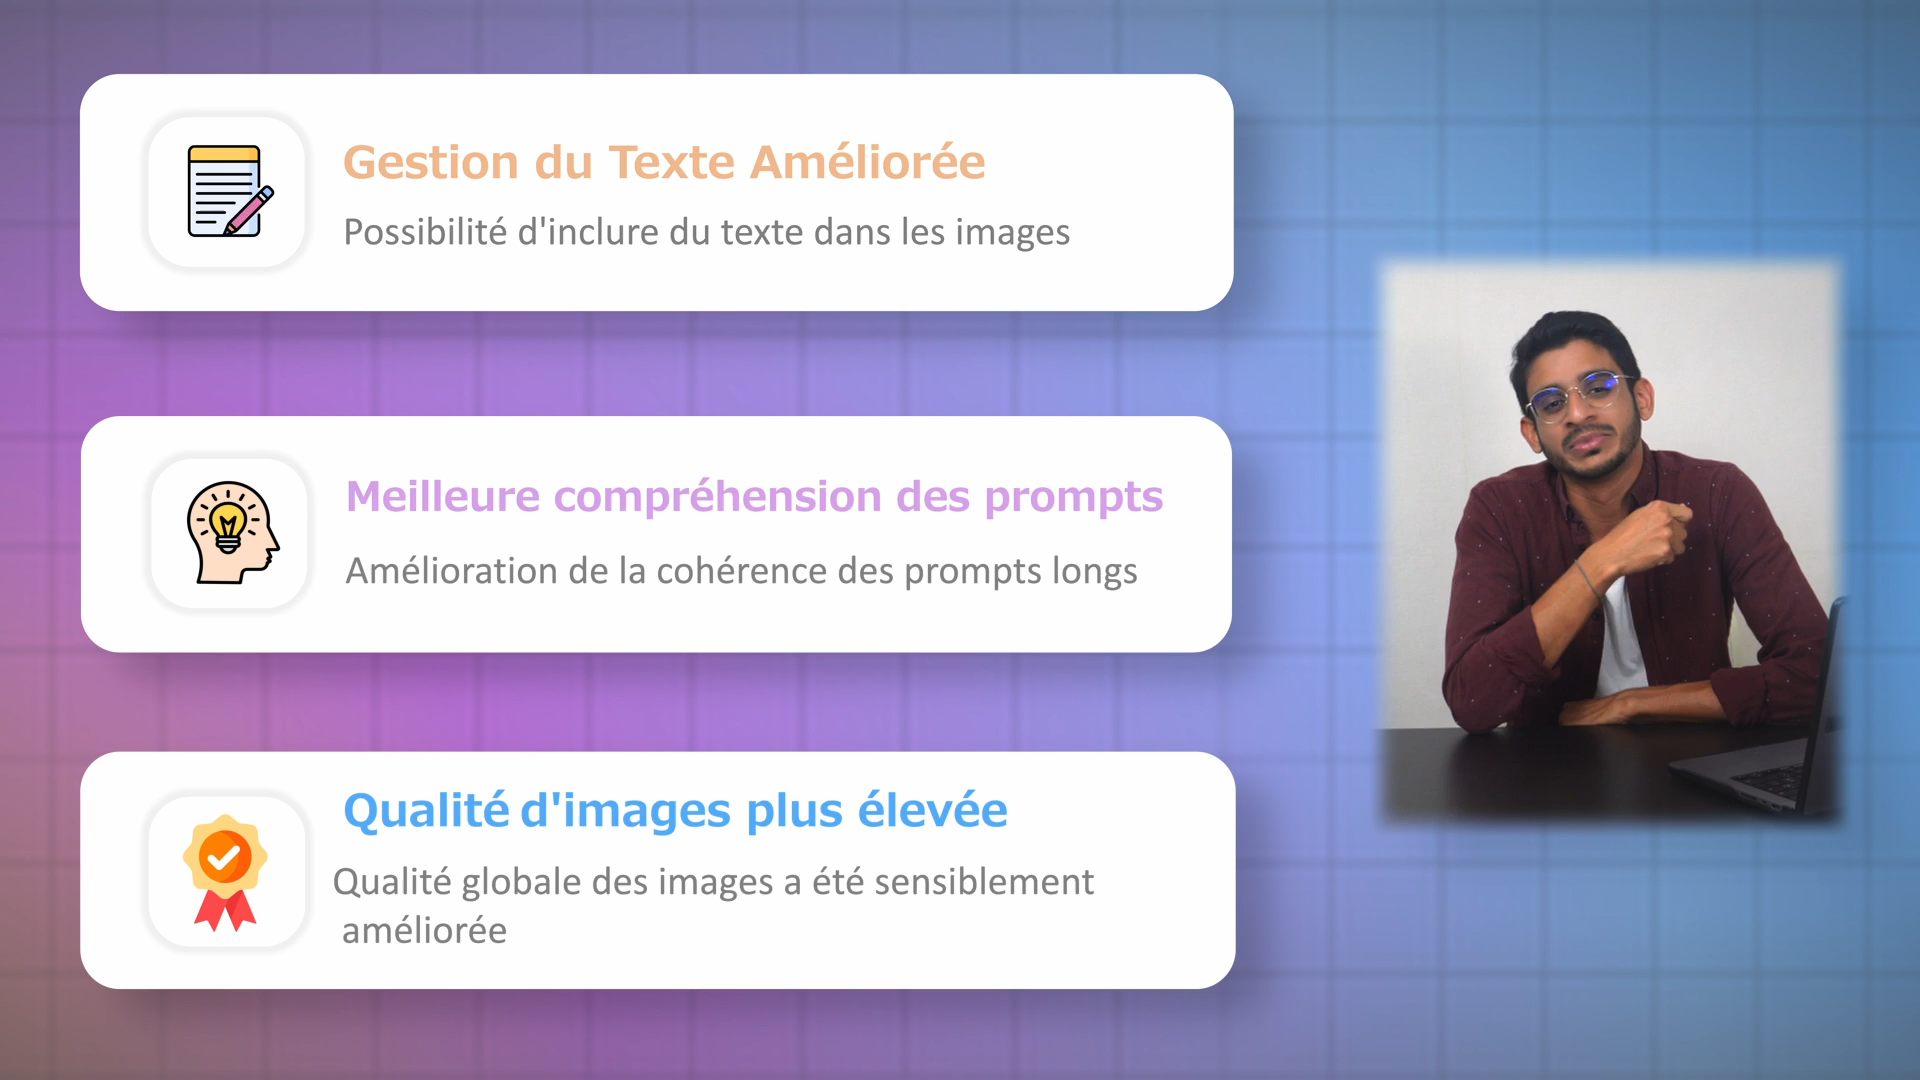 Gestion du Texte Améliorée
Possibilité d'inclure du texte dans les images
Meilleure compréhension des prompts
Amélioration de la cohérence des prompts longs
Qualité d'images plus élevée
Qualité globale des images a été sensiblement
améliorée